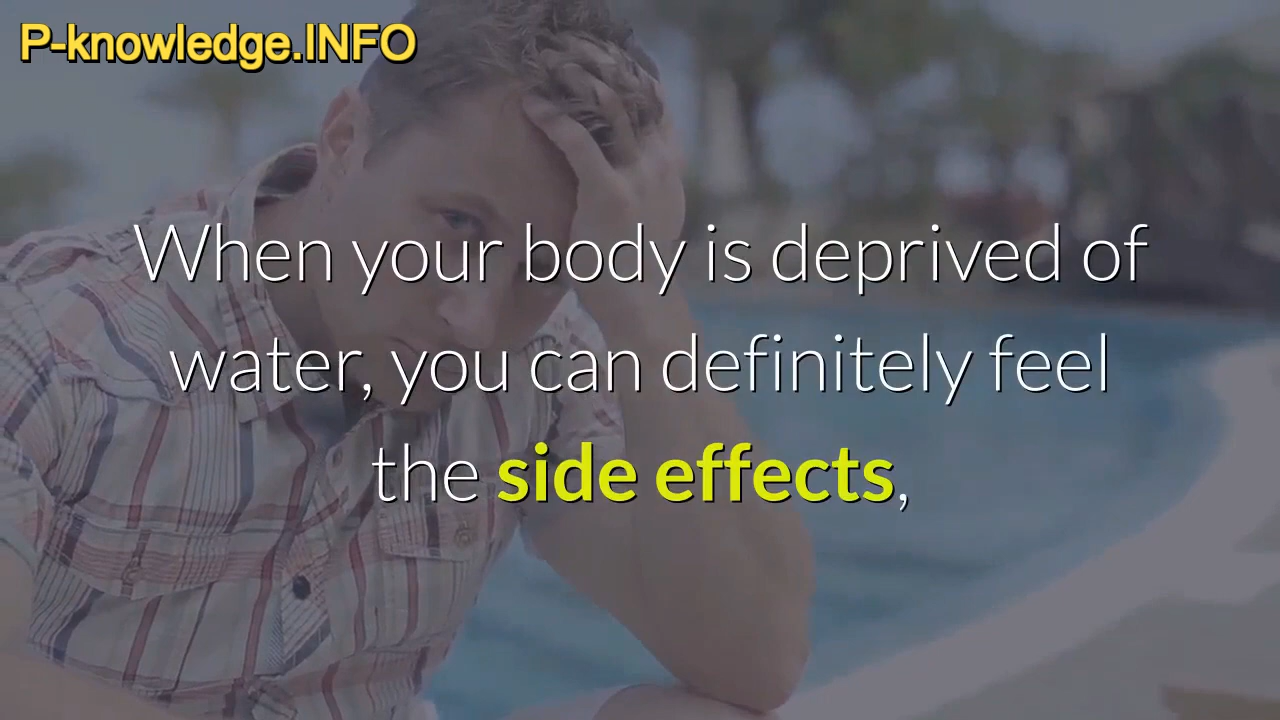 P-knowledge.INFO
When your body is deprived of
water, you can definitely feel
the side effects,